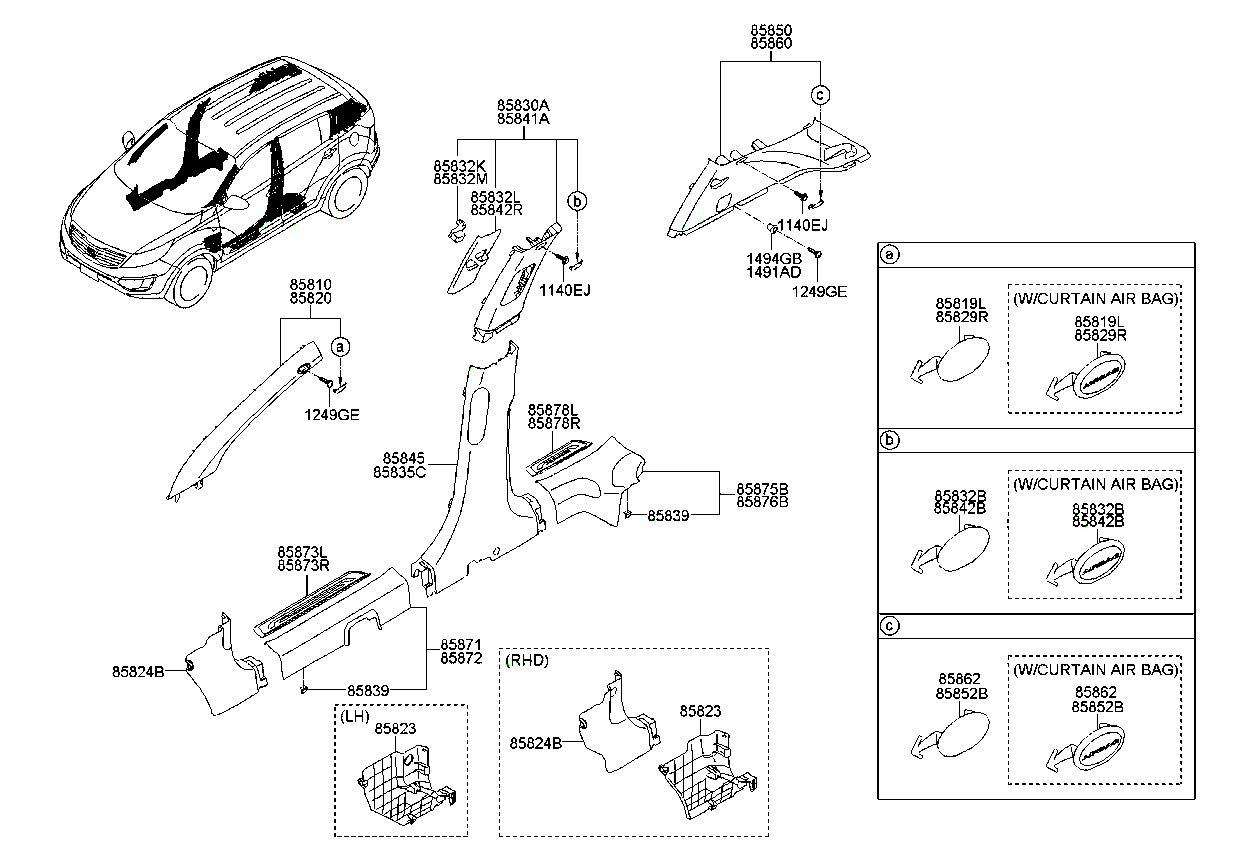 85850
85860
c
85830A
85841A
85832K
85832M
85832L
85842R
b
1140EJ
1140EJ
1494GB
1491AD
1249GE
85810
85820
a
1249GE
85845
85835C
85878L
85878R
85839
85875B
85876B
85873L
85873R
85824B
85871
85872
85839
(LH)
85823
(RHD)
85824B
85823
a
85819L
85829R
(W/CURTAIN AIR BAG)
85819L
85829R
b
85832B
85842B
(W/CURTAIN AIR BAG)
85832B
85842B
c
85862
85852B
(W/CURTAIN AIR BAG)
85862
85852B